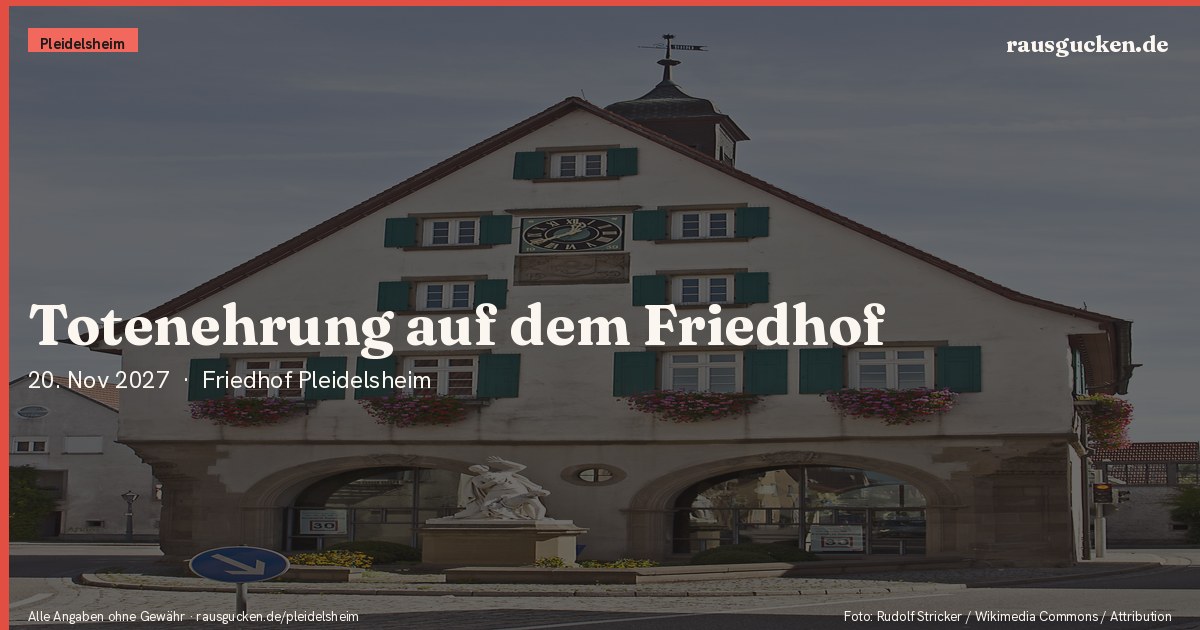 Pleidelsheim
rausgucken.de
Totenehrung auf dem Friedhof
20. Nov 2027 · Friedhof Pleidelsheim
30
Alle Angaben ohne Gewähr · rausgucken.de/pleidelsheim
Foto: Rudolf Stricker / Wikimedia Commons / Attribution